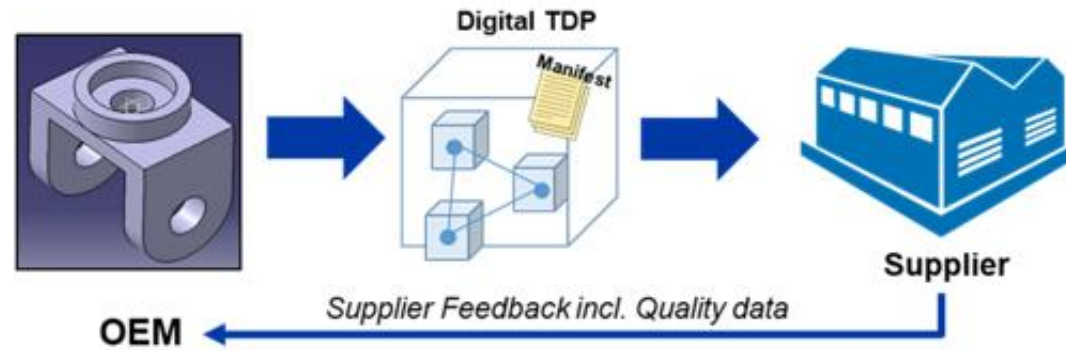 Digital TDP
Manifest
Supplier
Supplier Feedback incl. Quality data
OEM